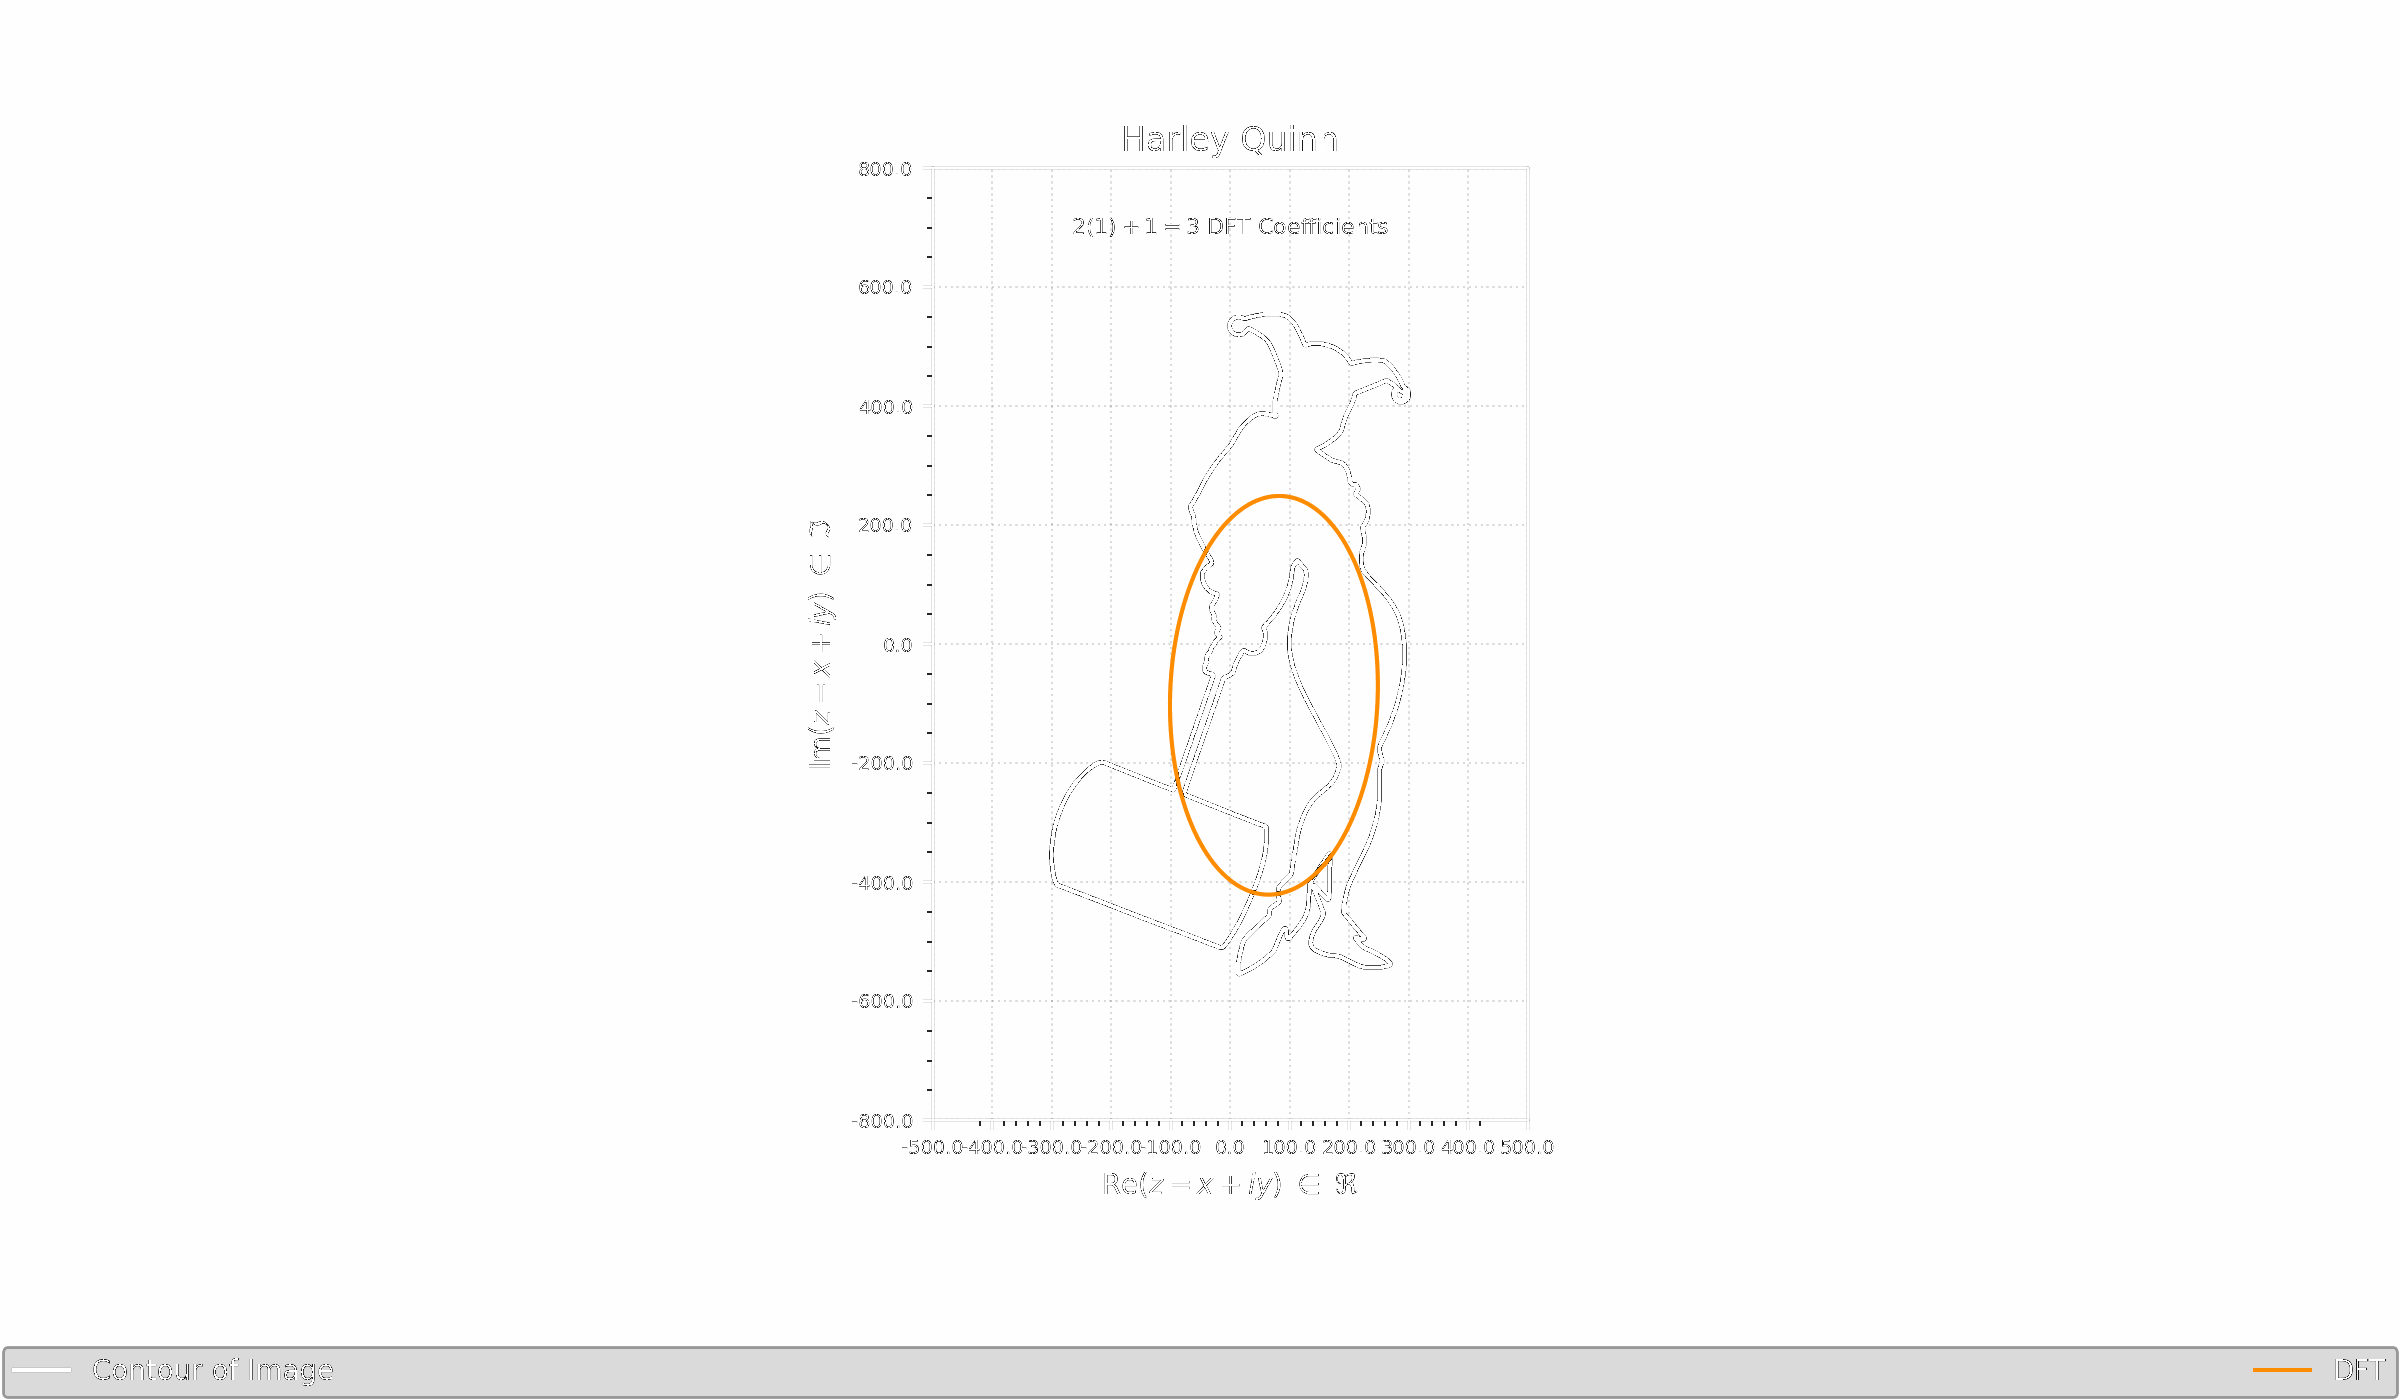 Harley Quinn
2(1) + 1 = 3 DFT Coefficients
800.0
600.0
400.0
200.0
0.0
-200.0
-400.0
-600.0
-800.0
Im(z = x + iy) ∈ ℑ
-500.0 -400.0 -300.0 -200.0 -100.0 0.0 100.0 200.0 300.0 400.0 500.0
Re(z = x + iy) ∈ ℜ
Contour of Image DFT